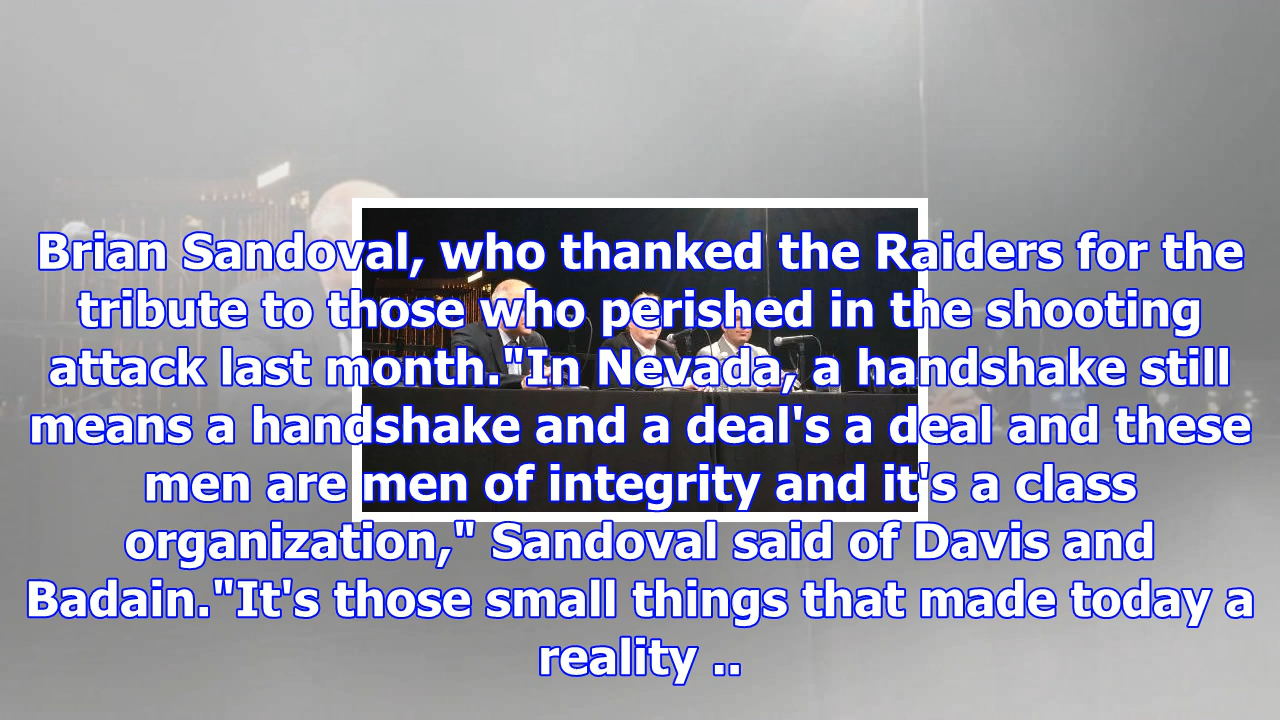 Brian Sandoval, who thanked the Raiders for the
tribute to those who perished in the shooting
attack last month."In Nevada, a handshake still
means a handshake and a deal's a deal and these
men are men of integrity and it's a class
organization," Sandoval said of Davis and
Badain."It's those small things that made today a
reality ..